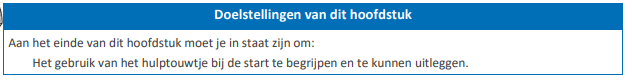 Doelstellingen van dit hoofdstuk
Aan het einde van dit hoofdstuk moet je in staat zijn om:
Het gebruik van het hulptouwtje bij de start te begrijpen en te kunnen uitleggen.